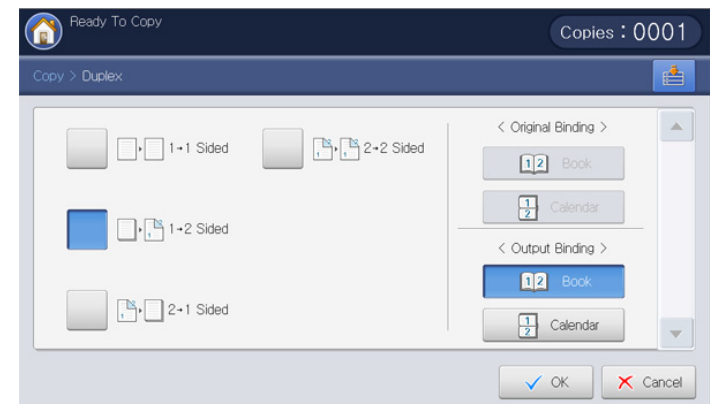 Ready To Copy
Copies : 0001
Copy > Duplex
1→1 Sided
2→2 Sided
1→2 Sided
2→1 Sided
< Original Binding >
1 2 Book
1 2 Calendar
< Output Binding >
1 2 Book
1 2 Calendar
OK
Cancel